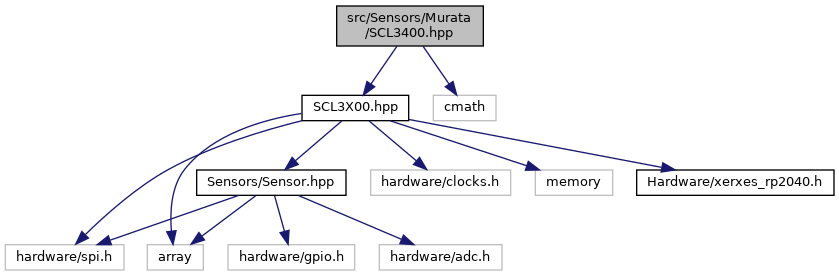 src/Sensors/Murata
/SCL3400.hpp
SCL3X00.hpp
cmath
Sensors/Sensor.hpp
hardware/clocks.h
memory
Hardware/xerxes_rp2040.h
hardware/spi.h
array
hardware/gpio.h
hardware/adc.h